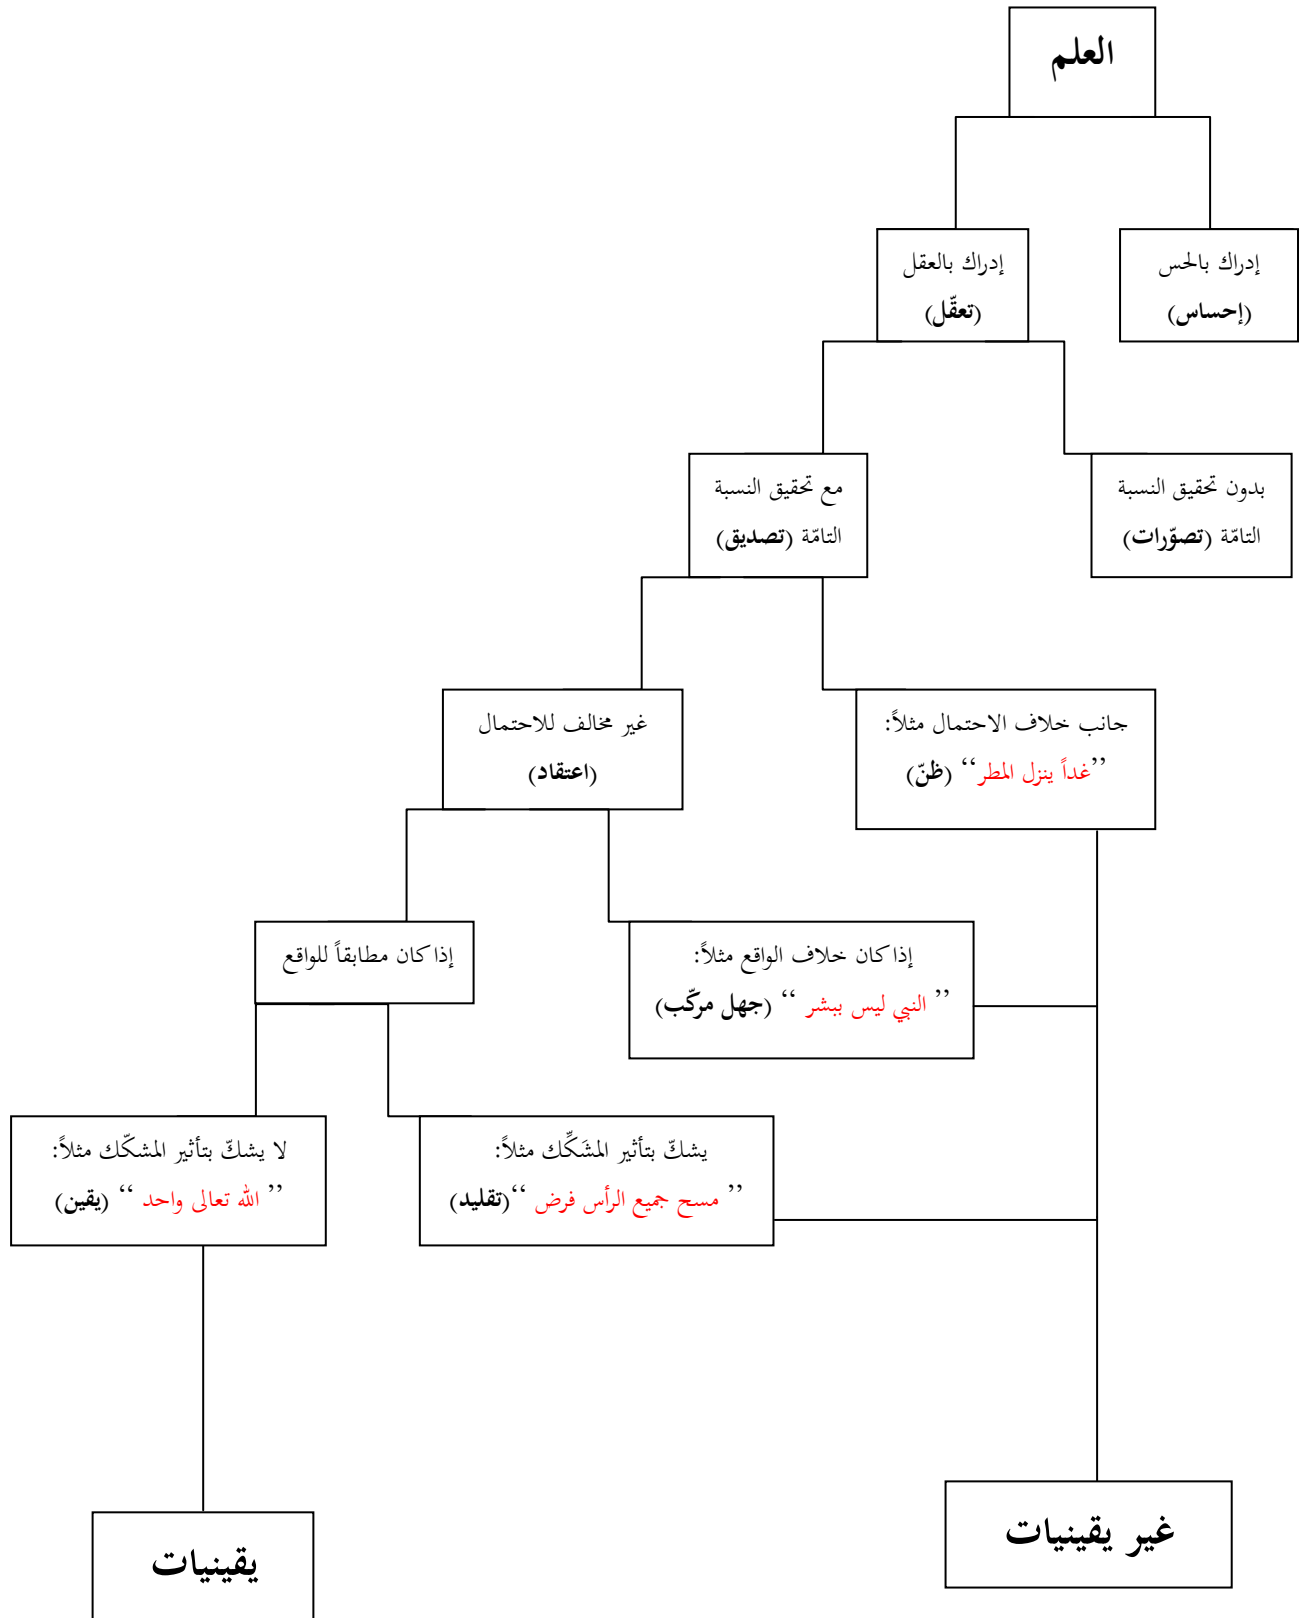 العلم
إدراك بالحس
(إحساس)
إدراك بالعقل
(تعقّل)
بدون تحقيق النسبة
التامّة (تصوّرات)
مع تحقيق النسبة
التامّة (تصديق)
جانب خلاف الاحتمال مثلاً:
’’غداً ينزل المطر‘‘ (ظنّ)
غير مخالف للاحتمال
(اعتقاد)
إذا كان خلاف الواقع مثلاً:
’’ النبي ليس ببشر ‘‘ (جهل مركّب)
إذا كان مطابقاً للواقع
يشكّ بتأثير المشَكِّك مثلاً:
’’ مسح جميع الرأس فرض ‘‘(تقليد)
لا يشكّ بتأثير المشكّك مثلاً:
’’ الله تعالى واحد ‘‘ (يقين)
غير يقينيات
يقينيات